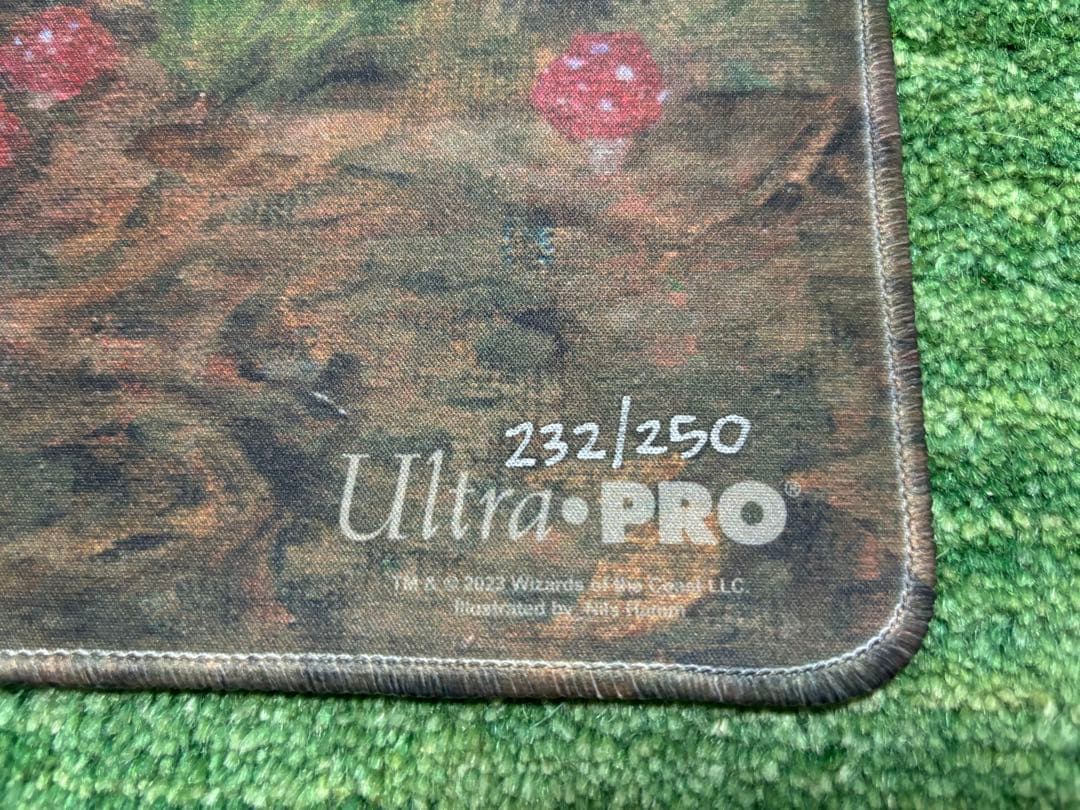 232/250
Ultra•PRO®
TM & © 2023 Wizards of the Coast LLC.
Illustrated by Nils Hamm